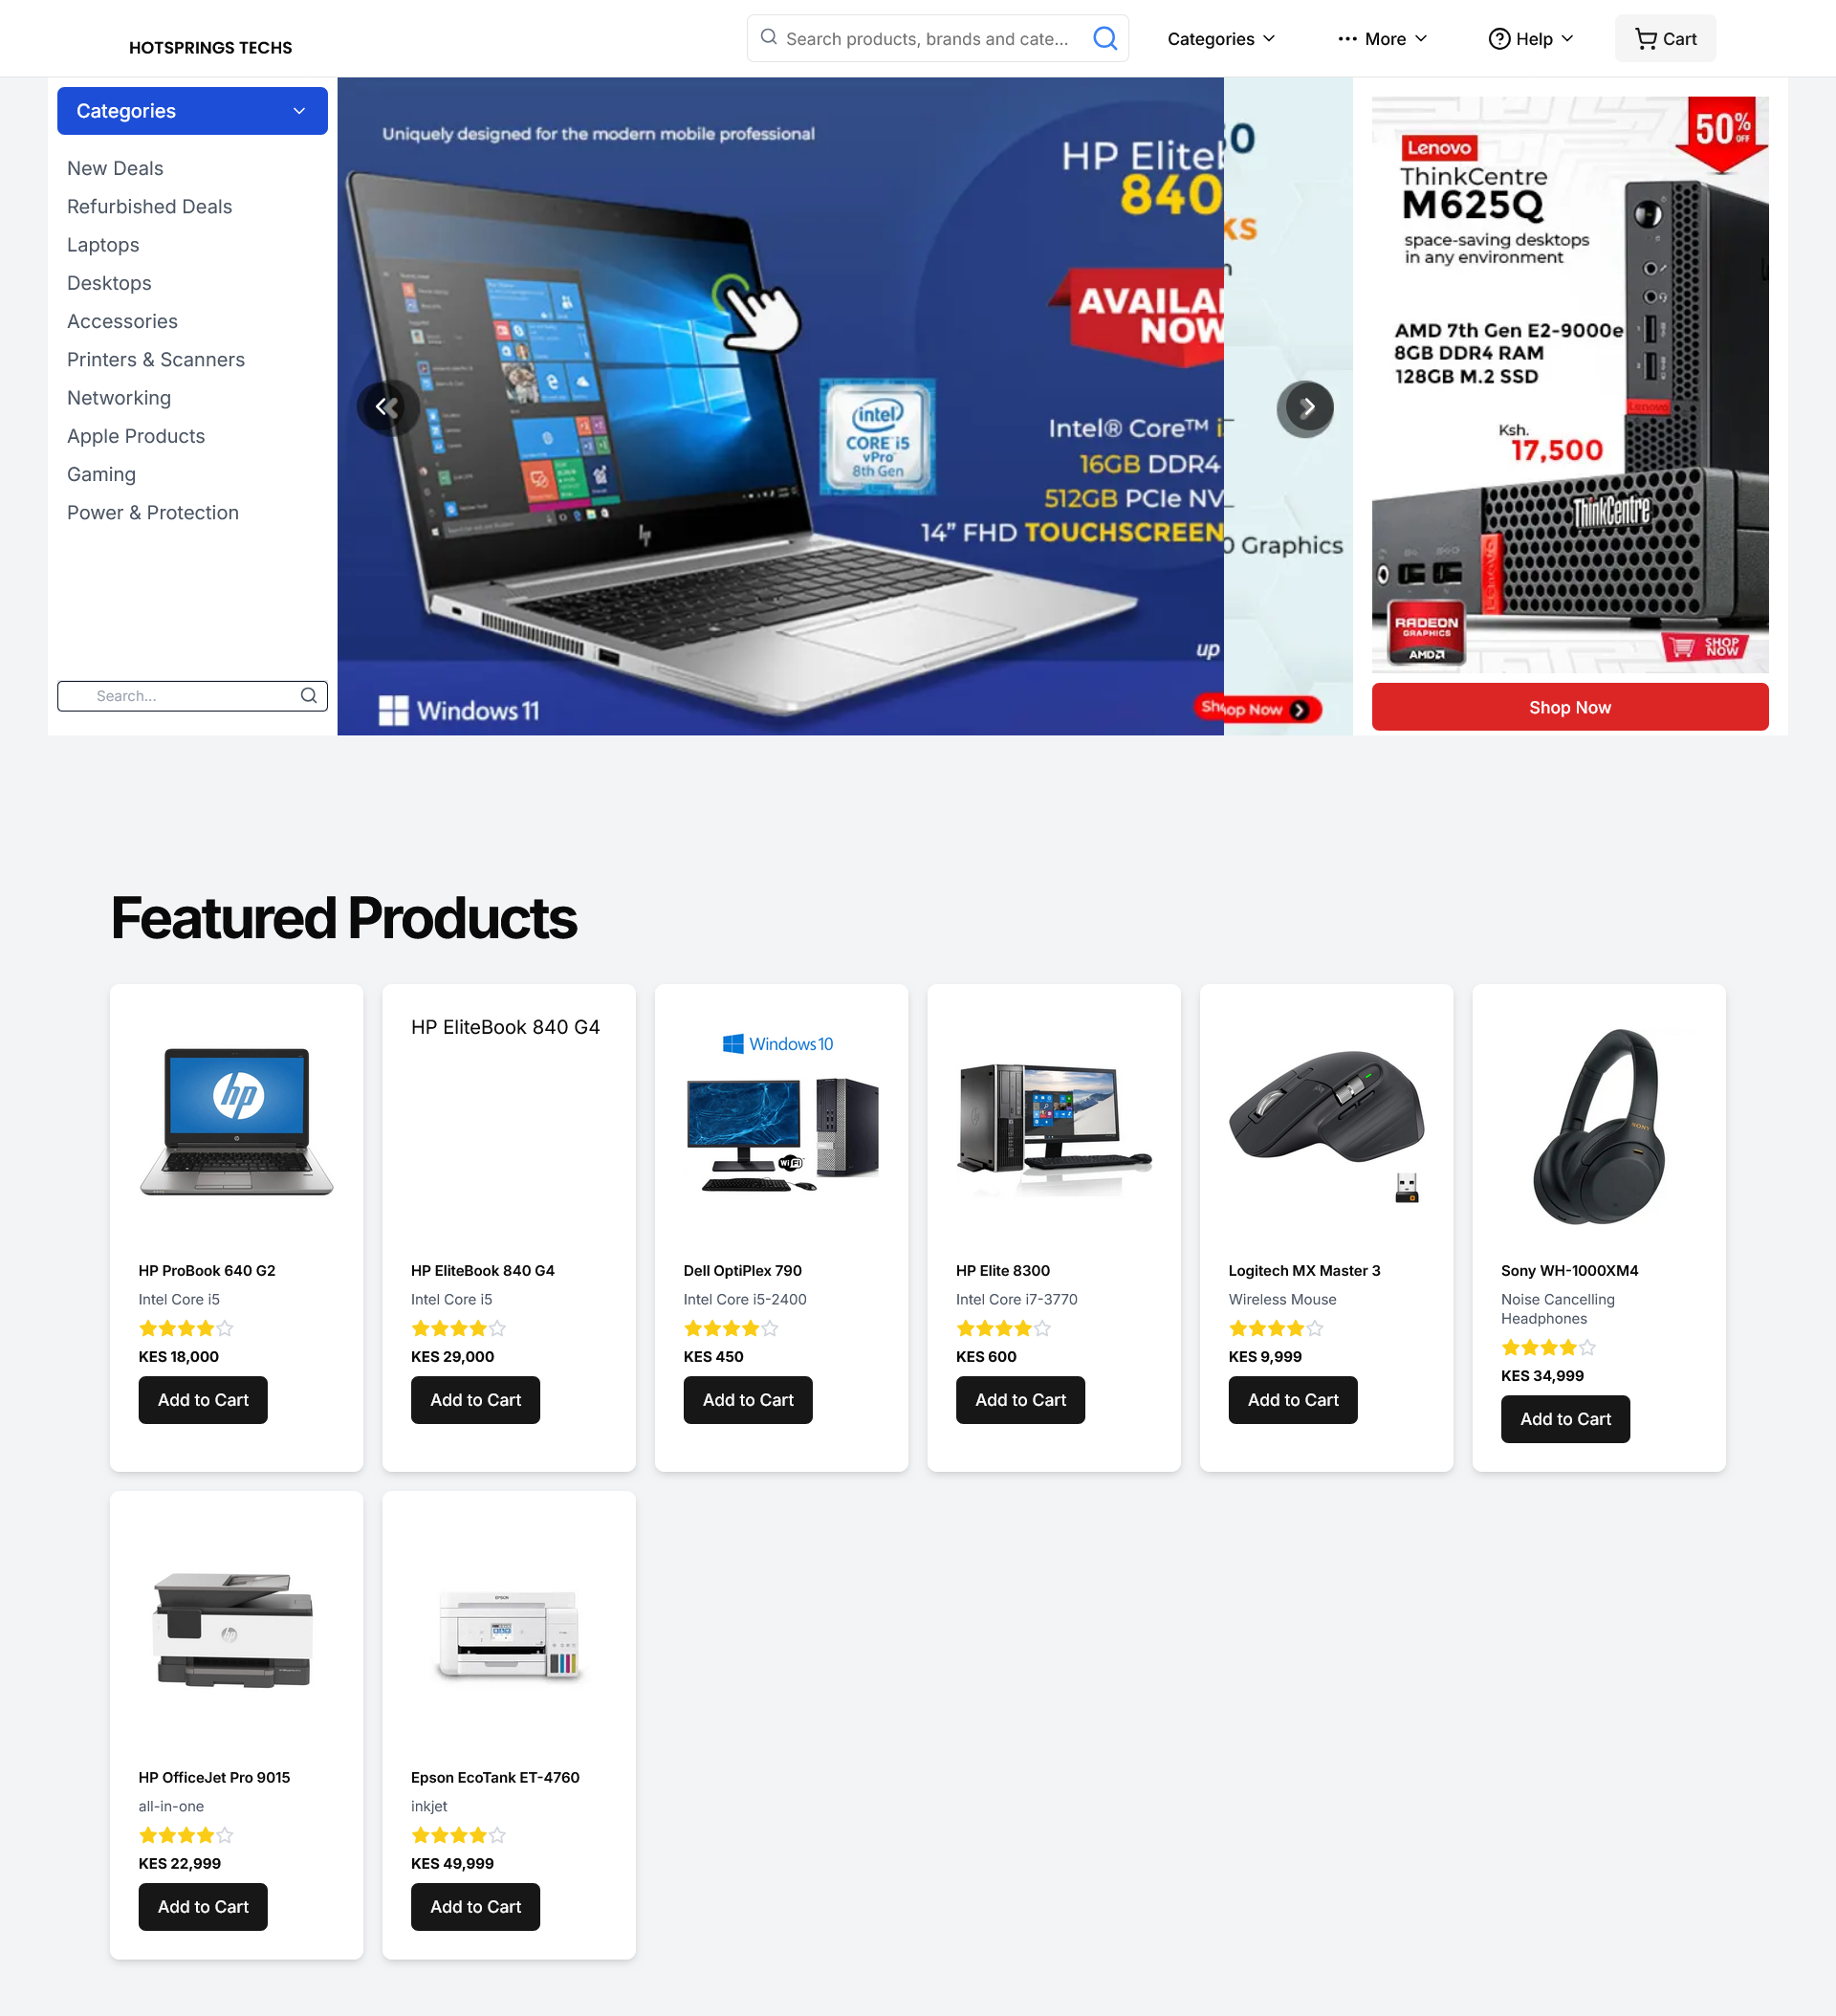 HOTSPRINGS TECHS
Search products, brands and cate...
Categories
More
Help
Cart
Categories
New Deals
Refurbished Deals
Laptops
Desktops
Accessories
Printers & Scanners
Networking
Apple Products
Gaming
Power & Protection
Search...
Uniquely designed for the modern mobile professional
HP Elite
840
AVAILA
NOW
intel
CORE i5
vPro
8th Gen
Intel® Core™ i
16GB DDR4
512GB PCIe NV
14” FHD TOUCHSCREEN
up
Windows 11
Sh
0
ks
0 Graphics
op Now
50%
OFF
Lenovo
ThinkCentre
M625Q
space-saving desktops
in any environment
AMD 7th Gen E2-9000e
8GB DDR4 RAM
128GB M.2 SSD
Ksh.
17,500
Lenovo
ThinkCentre
Lenovo
RADEON
GRAPHICS
AMD
SHOP
NOW
Shop Now
Featured Products
hp
HP ProBook 640 G2
Intel Core i5
KES 18,000
Add to Cart
HP EliteBook 840 G4
HP EliteBook 840 G4
Intel Core i5
KES 29,000
Add to Cart
Windows 10
WiFi
Dell OptiPlex 790
Intel Core i5-2400
KES 450
Add to Cart
HP Elite 8300
Intel Core i7-3770
KES 600
Add to Cart
Logitech MX Master 3
Wireless Mouse
KES 9,999
Add to Cart
SONY
Sony WH-1000XM4
Noise Cancelling
Headphones
KES 34,999
Add to Cart
hp
HP OfficeJet Pro 9015
all-in-one
KES 22,999
Add to Cart
EPSON
Epson EcoTank ET-4760
inkjet
KES 49,999
Add to Cart